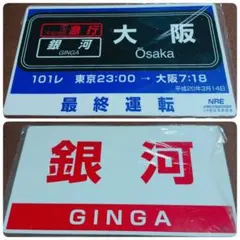 急行
銀河
GINGA
大阪
Ōsaka
101レ 東京23:00 → 大阪7:18
平成20年3月14日
最終運転
NRE
銀河
GINGA